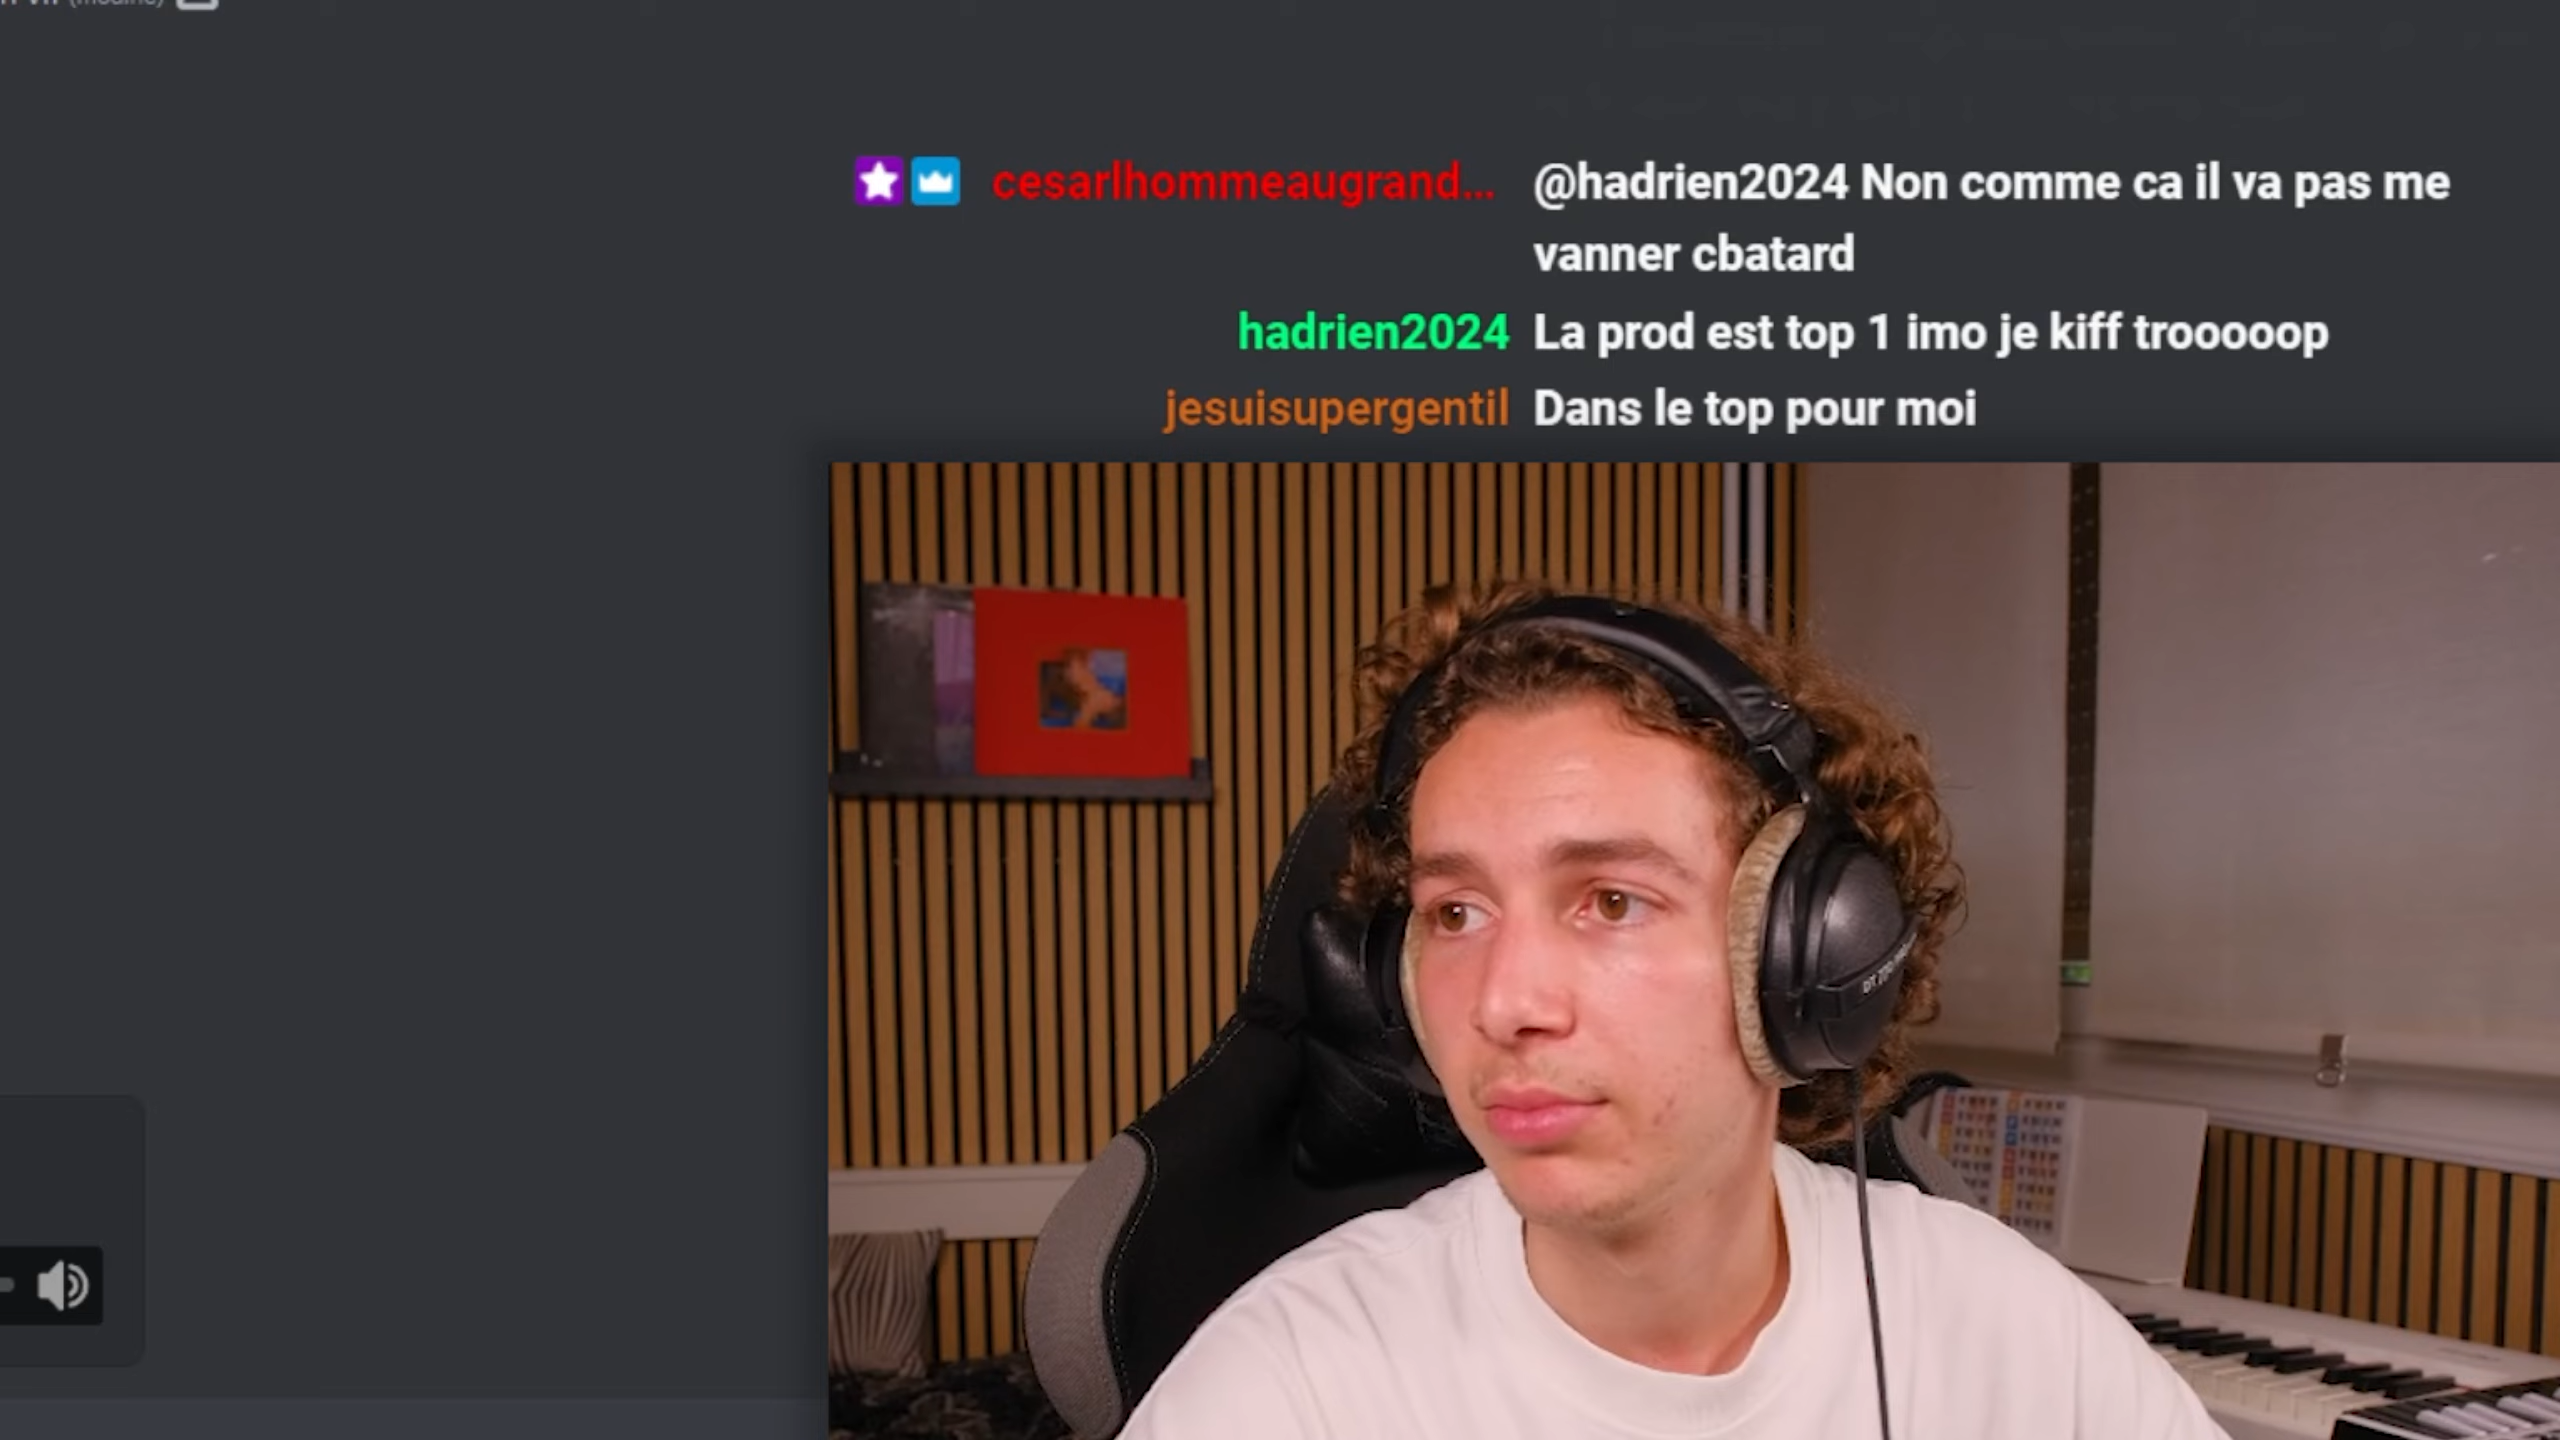 @hadrien2024 Non comme ca il va pas me
cesarlhommeaugrand...
vanner cbatard
hadrien2024 La prod est top 1 imo je kiff trooooop
jesuisupergentil Dans le top pour moi